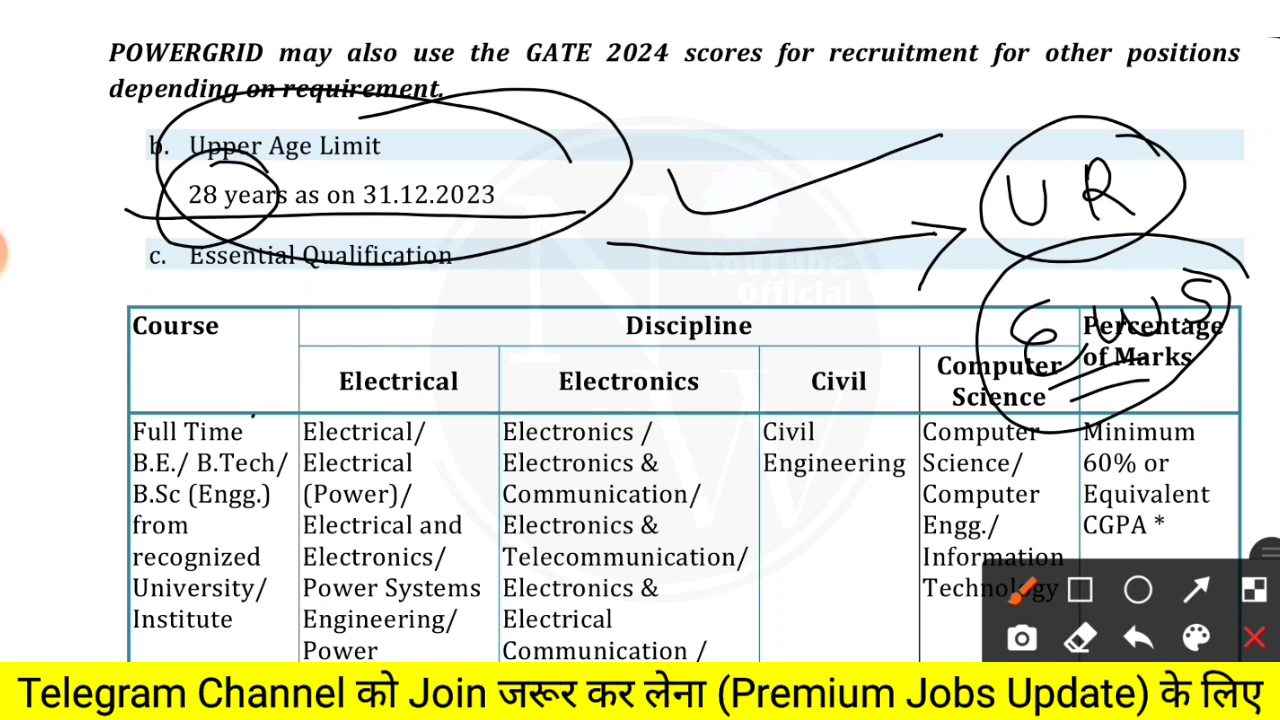 POWERGRID may also use the GATE 2024 scores for recruitment for other positions
depending on requirement.
b. Upper Age Limit
28 years as on 31.12.2023
UR
c. Essential Qualification
YouTube
Official
EWS
Course
Discipline
Percentage
of Marks
Electrical
Electronics
Civil
Computer
Science
Full Time
B.E./ B.Tech/
B.Sc (Engg.)
from
recognized
University/
Institute
Electrical/
Electrical
(Power)/
Electrical and
Electronics/
Power Systems
Engineering/
Power
Electronics /
Electronics &
Communication/
Electronics &
Telecommunication/
Electronics &
Electrical
Communication /
Civil
Engineering
Computer
Science/
Computer
Engg./
Information
Technology
Minimum
60% or
Equivalent
CGPA *
NW
Telegram Channel को Join जरूर कर लेना (Premium Jobs Update) के लिए